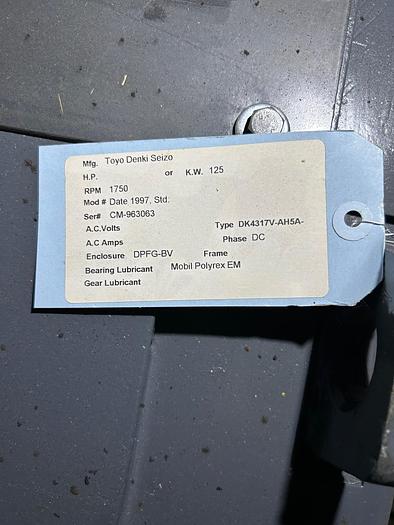 Mfg. Toyo Denki Seizo
H.P. or K.W. 125
RPM 1750
Mod # Date 1997, Std.
Ser# CM-963063
A.C.Volts Type DK4317V-AH5A-
A.C Amps Phase DC
Enclosure DPFG-BV Frame
Bearing Lubricant Mobil Polyrex EM
Gear Lubricant